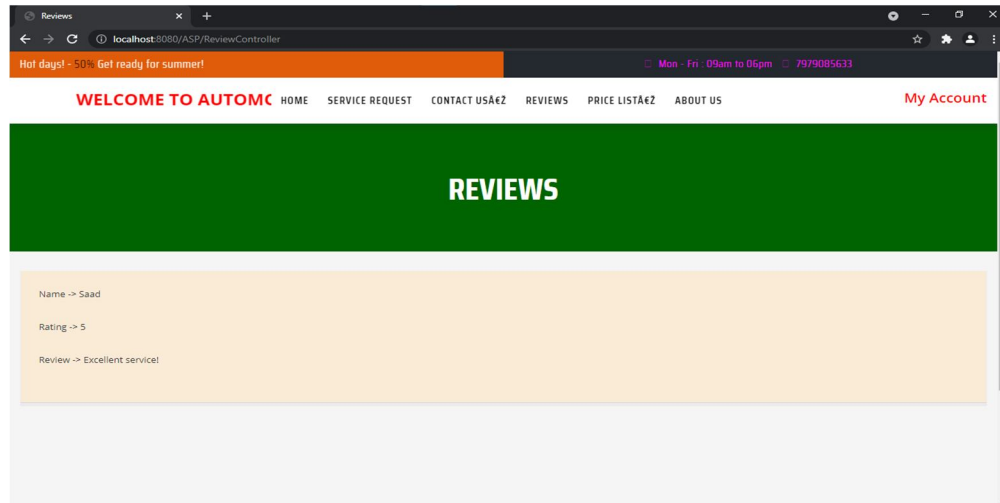 Reviews
localhost:8080/ASP/ReviewController
Hot days! - 50% Get ready for summer!
Mon - Fri : 09am to 06pm 7979085633
WELCOME TO AUTOMC HOME SERVICE REQUEST CONTACT USÂ€Ž REVIEWS PRICE LISTÂ€Ž ABOUT US My Account
REVIEWS
Name -> Saad
Rating -> 5
Review -> Excellent service!